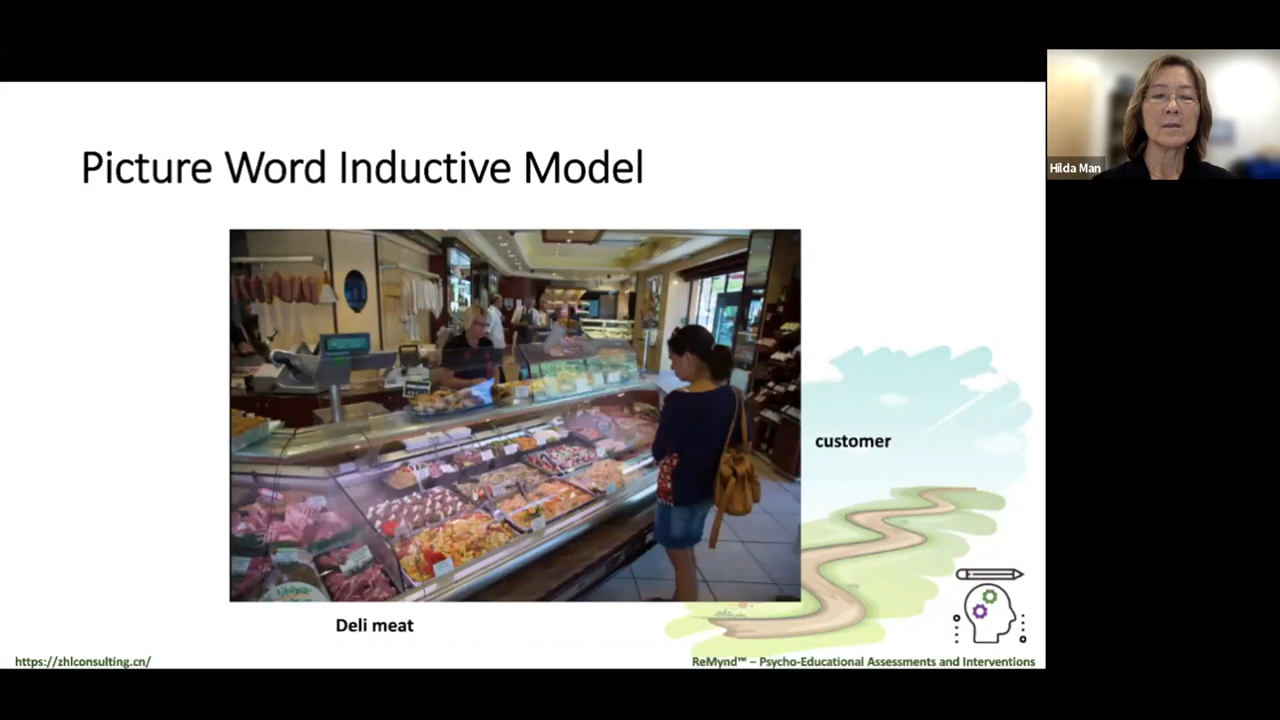 Picture Word Inductive Model
Hilda Man
customer
Deli meat
https://zhlconsulting.cn/
ReMynd™ – Psycho-Educational Assessments and Interventions